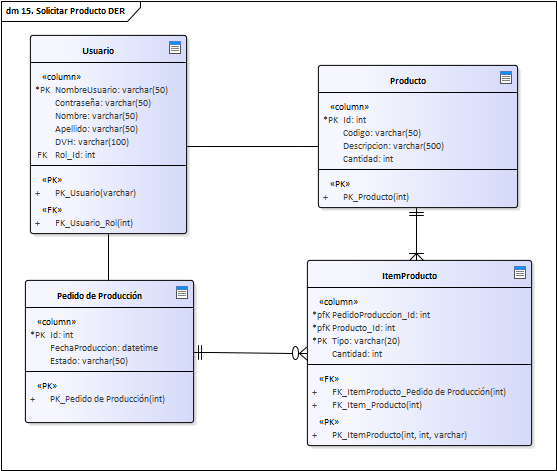 dm 15. Solicitar Producto DER
Usuario
«column»
*PK NombreUsuario: varchar(50)
Contraseña: varchar(50)
Nombre: varchar(50)
Apellido: varchar(50)
DVH: varchar(100)
FK Rol_Id: int
«PK»
+ PK_Usuario(varchar)
«FK»
+ FK_Usuario_Rol(int)
Producto
«column»
*PK Id: int
Codigo: varchar(50)
Descripcion: varchar(500)
Cantidad: int
«PK»
+ PK_Producto(int)
Pedido de Producción
«column»
*PK Id: int
FechaProduccion: datetime
Estado: varchar(50)
«PK»
+ PK_Pedido de Producción(int)
ItemProducto
«column»
*pfK PedidoProduccion_Id: int
*pfK Producto_Id: int
*PK Tipo: varchar(20)
Cantidad: int
«FK»
+ FK_ItemProducto_Pedido de Producción(int)
+ FK_Item_Producto(int)
«PK»
+ PK_ItemProducto(int, int, varchar)